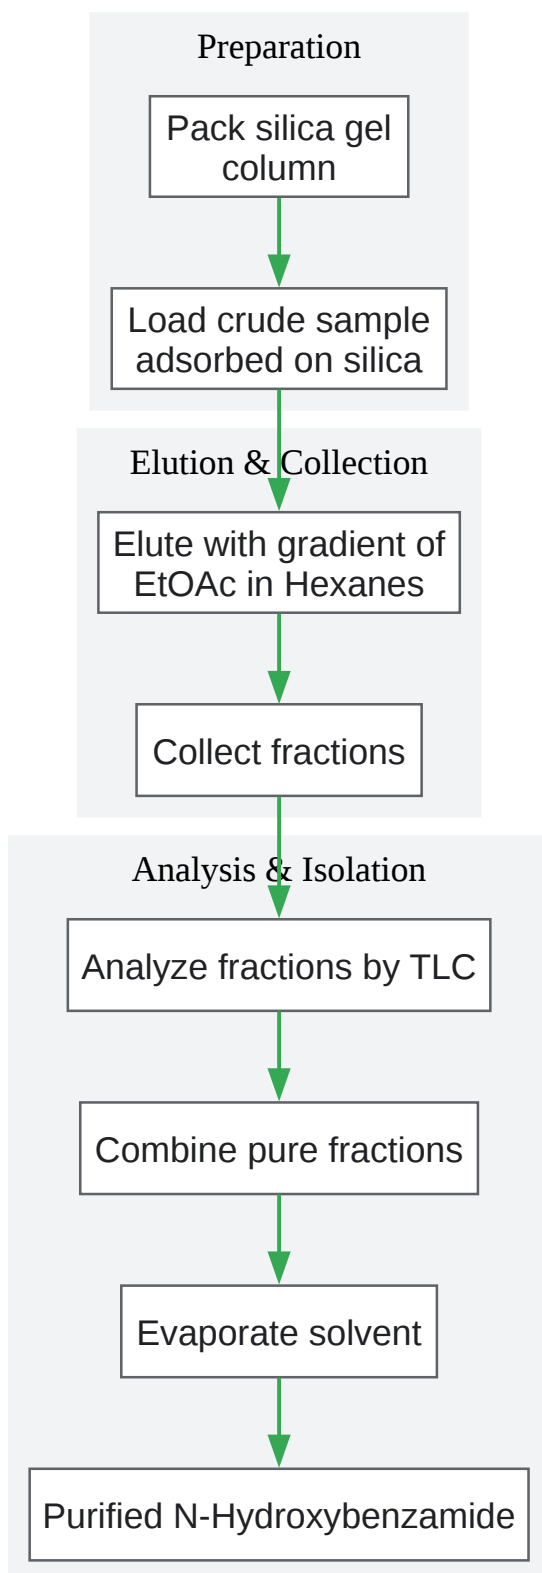 Preparation
Pack silica gel
column
Load crude sample
adsorbed on silica
Elution & Collection
Elute with gradient of
EtOAc in Hexanes
Collect fractions
Analysis & Isolation
Analyze fractions by TLC
Combine pure fractions
Evaporate solvent
Purified N-Hydroxybenzamide